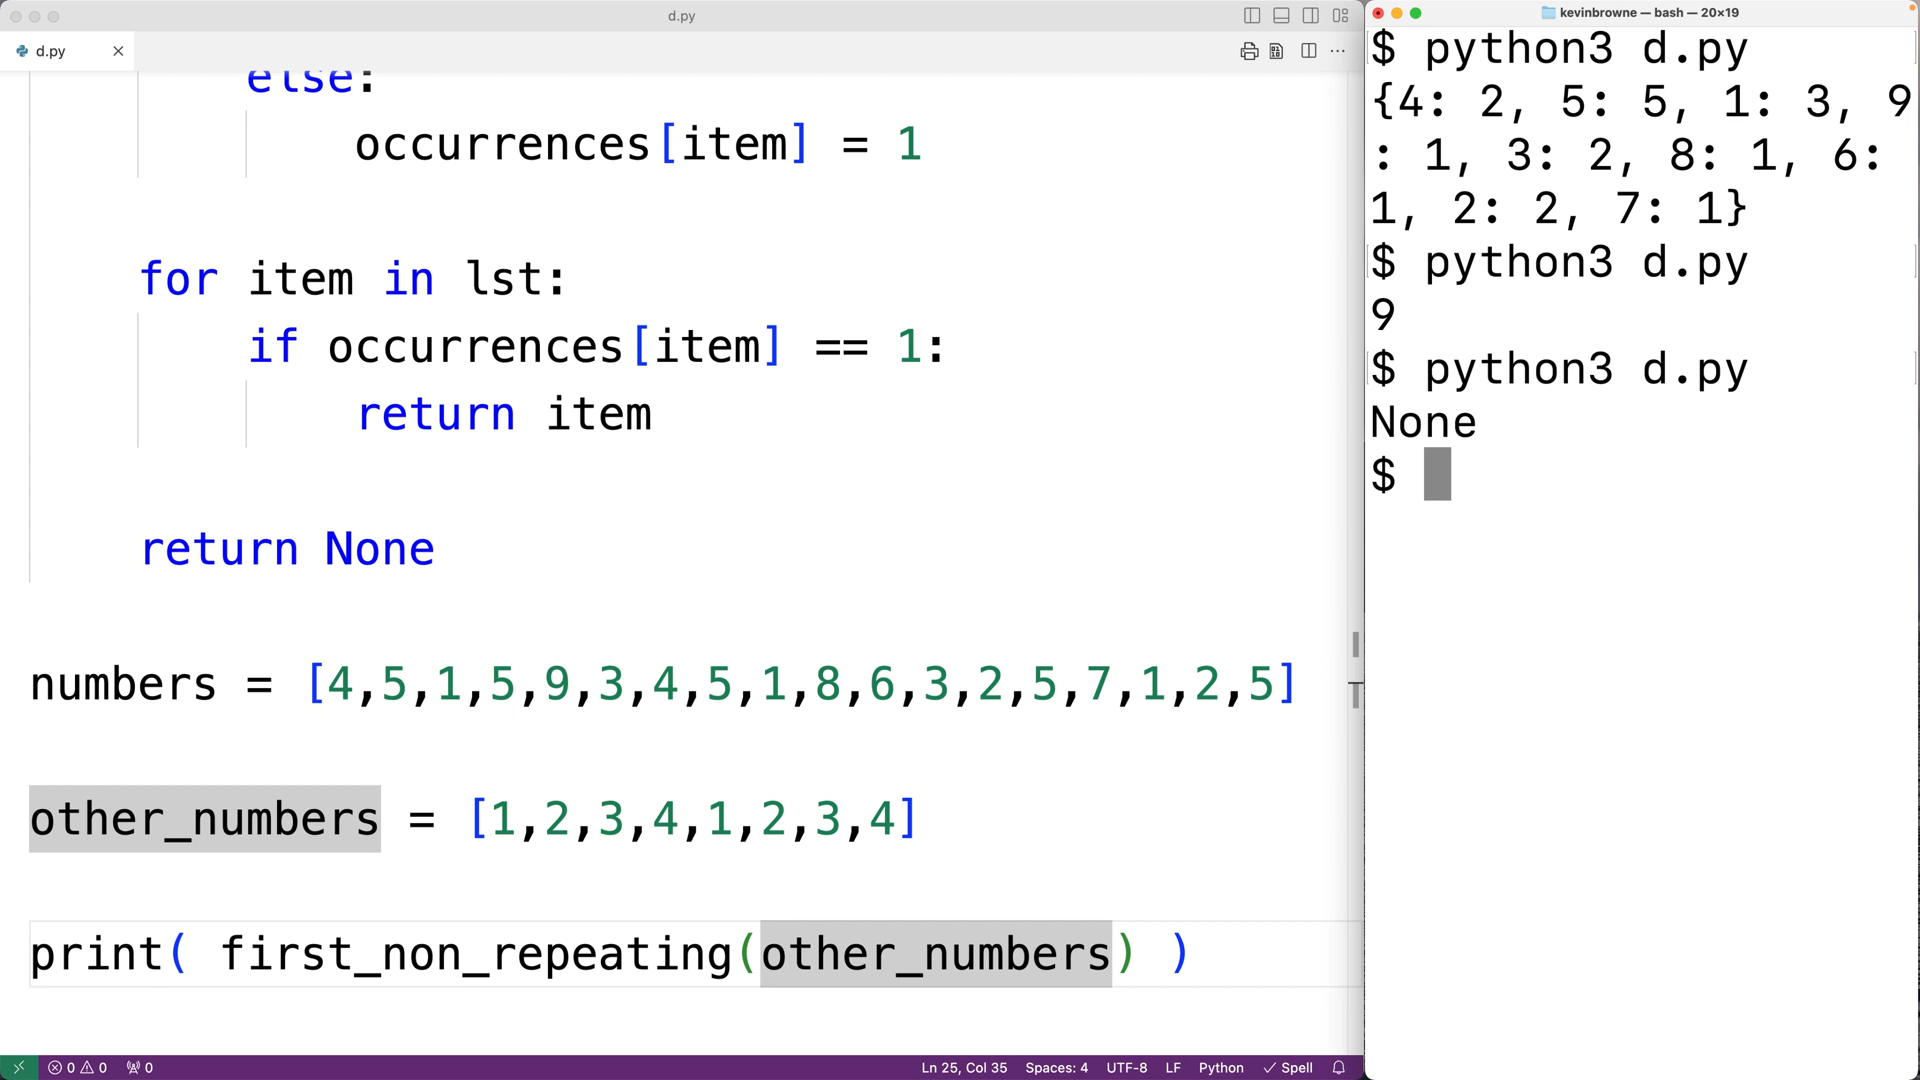 d.py
d.py
else:
occurrences[item] = 1
for item in lst:
if occurrences[item] == 1:
return item
return None
numbers = [4,5,1,5,9,3,4,5,1,8,6,3,2,5,7,1,2,5]
other_numbers = [1,2,3,4,1,2,3,4]
print( first_non_repeating(other_numbers) )
0 0 0 Ln 25, Col 35 Spaces: 4 UTF-8 LF Python Spell
kevinbrowne — bash — 20×19
$ python3 d.py
{4: 2, 5: 5, 1: 3, 9
: 1, 3: 2, 8: 1, 6:
1, 2: 2, 7: 1}
$ python3 d.py
9
$ python3 d.py
None
$